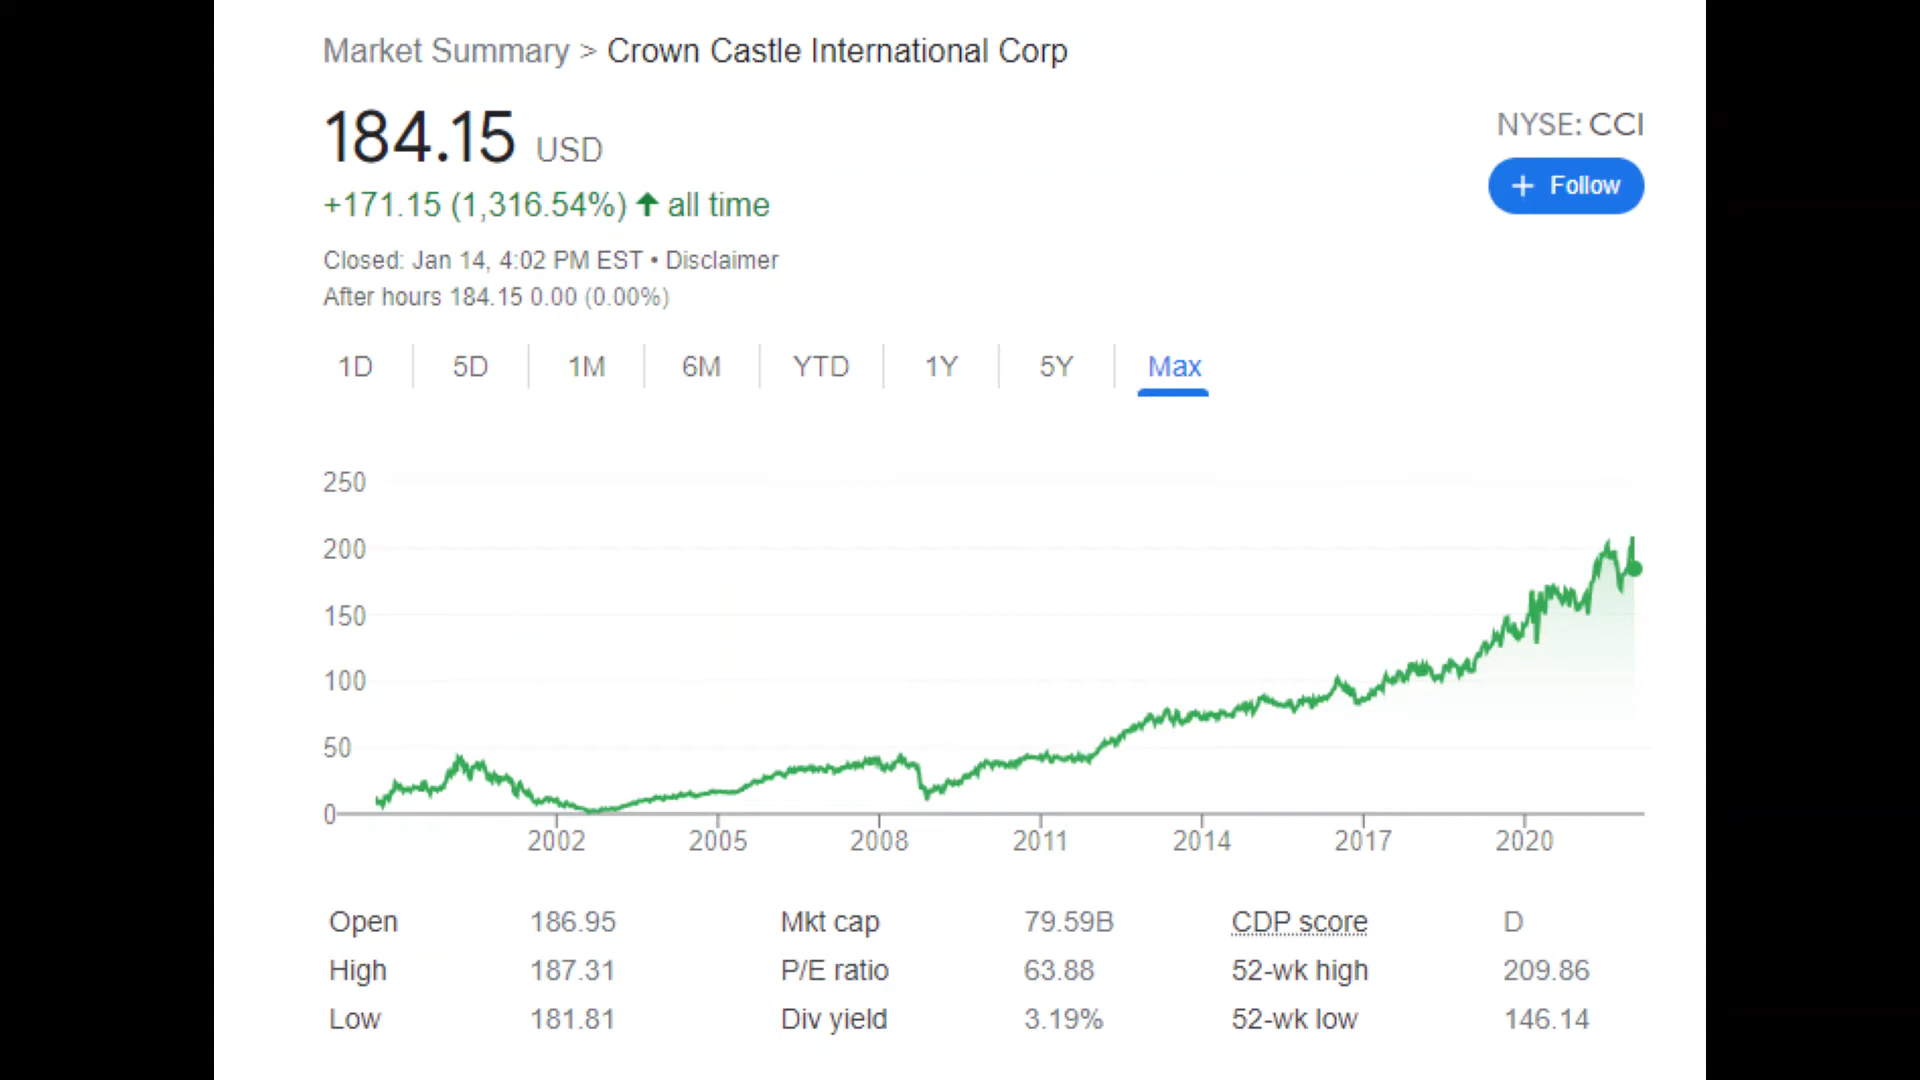 Market Summary > Crown Castle International Corp
184.15 USD
NYSE: CCI
+ Follow
+171.15 (1,316.54%) ↑ all time
Closed: Jan 14, 4:02 PM EST • Disclaimer
After hours 184.15 0.00 (0.00%)
1D 5D 1M 6M YTD 1Y 5Y Max
250
200
150
100
50
0
2002 2005 2008 2011 2014 2017 2020
Open 186.95 Mkt cap 79.59B CDP score D
High 187.31 P/E ratio 63.88 52-wk high 209.86
Low 181.81 Div yield 3.19% 52-wk low 146.14